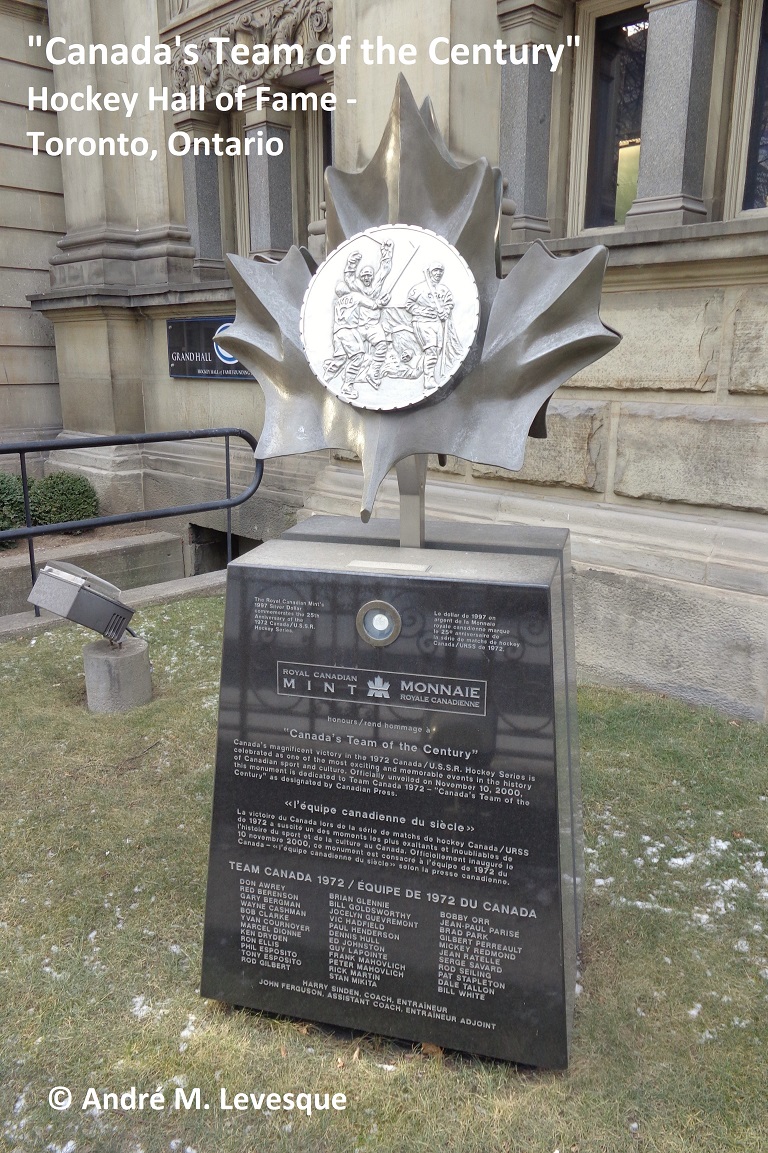 "Canada's Team of the Century"
Hockey Hall of Fame -
Toronto, Ontario
GRAND HALL
The Royal Canadian Mint's
1997 Silver Dollar
commemorates the 25th
Anniversary of the
1972 Canada/U.S.S.R.
Hockey Series.
Le dollar de 1997 en
argent de la Monnaie
royale canadienne marque
le 25e anniversaire de
la série de matchs de hockey
Canada/URSS de 1972.
ROYAL CANADIAN
MINT
MONNAIE
ROYALE CANADIENNE
honours/rend hommage à
"Canada's Team of the Century"
Canada's magnificent victory in the 1972 Canada/U.S.S.R. Hockey Series is
celebrated as one of the most exciting and memorable events in the history
of Canadian sport and culture. Officially unveiled on November 10, 2000,
this monument is dedicated to Team Canada 1972 – "Canada's Team of the
Century" as designated by Canadian Press.
«l'équipe canadienne du siècle»
La victoire du Canada lors de la série de matchs de hockey Canada/URSS
de 1972 a suscité un des moments les plus exaltants et inoubliables de
l'histoire du sport et de la culture au Canada. Officiellement inauguré le
10 novembre 2000, ce monument est consacré à l'équipe de 1972 du
Canada – «l'équipe canadienne du siècle» selon la presse canadienne.
TEAM CANADA 1972 / ÉQUIPE DE 1972 DU CANADA
DON AWREY
RED BERENSON
GARY BERGMAN
WAYNE CASHMAN
BOB CLARKE
YVAN COURNOYER
MARCEL DIONNE
KEN DRYDEN
RON ELLIS
PHIL ESPOSITO
TONY ESPOSITO
ROD GILBERT
BRIAN GLENNIE
BILL GOLDSWORTHY
JOCELYN GUEVREMONT
VIC HADFIELD
PAUL HENDERSON
DENNIS HULL
ED JOHNSTON
GUY LAPOINTE
FRANK MAHOVLICH
PETER MAHOVLICH
RICK MARTIN
STAN MIKITA
BOBBY ORR
JEAN-PAUL PARISE
BRAD PARK
GILBERT PERREAULT
MICKEY REDMOND
JEAN RATELLE
SERGE SAVARD
ROD SEILING
PAT STAPLETON
DALE TALLON
BILL WHITE
HARRY SINDEN, COACH, ENTRAÎNEUR
JOHN FERGUSON, ASSISTANT COACH, ENTRAÎNEUR ADJOINT
© André M. Levesque